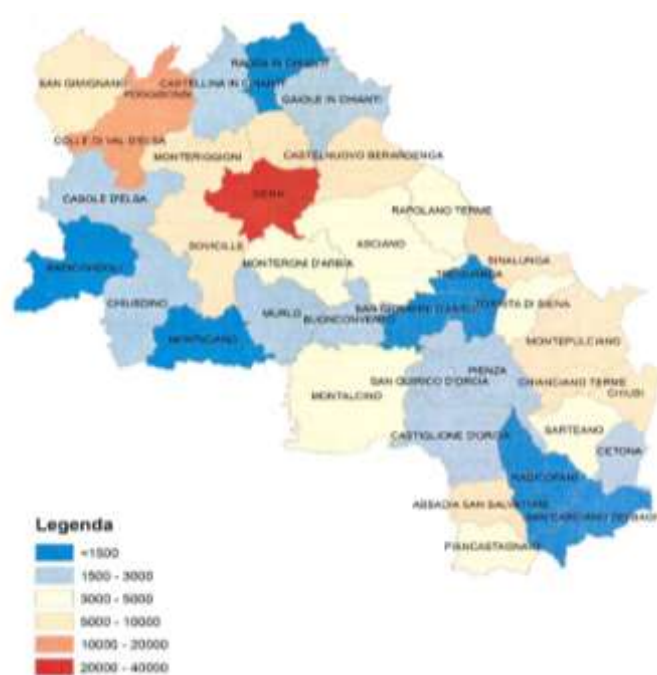 RADDA IN CHIANTI
SAN GIMIGNANO
CASTELLINA IN CHIANTI
POGGIBONSI
GAIOLE IN CHIANTI
COLLE DI VAL D'ELSA
MONTERIGGIONI
CASTELNUOVO BERARDENGA
SIENA
CASOLE D'ELSA
RAPOLANO TERME
SOVICILLE
ASCIANO
RADICONDOLI
MONTERONI D'ARBIA
SINALUNGA
TREQUANDA
CHIUSDINO
MURLO
BUONCONVENTO
SAN GIOVANNI D'ASSO
TORRITA DI SIENA
MONTICIANO
MONTEPULCIANO
PIENZA
SAN QUIRICO D'ORCIA
CHIANCIANO TERME
CHIUSI
MONTALCINO
SARTEANO
CASTIGLIONE D'ORCIA
CETONA
RADICOFANI
ABBADIA SAN SALVATORE
SAN CASCIANO DEI BAGNI
PIANCASTAGNAIO
Legenda
<1500
1500 - 3000
3000 - 5000
5000 - 10000
10000 - 20000
20000 - 40000